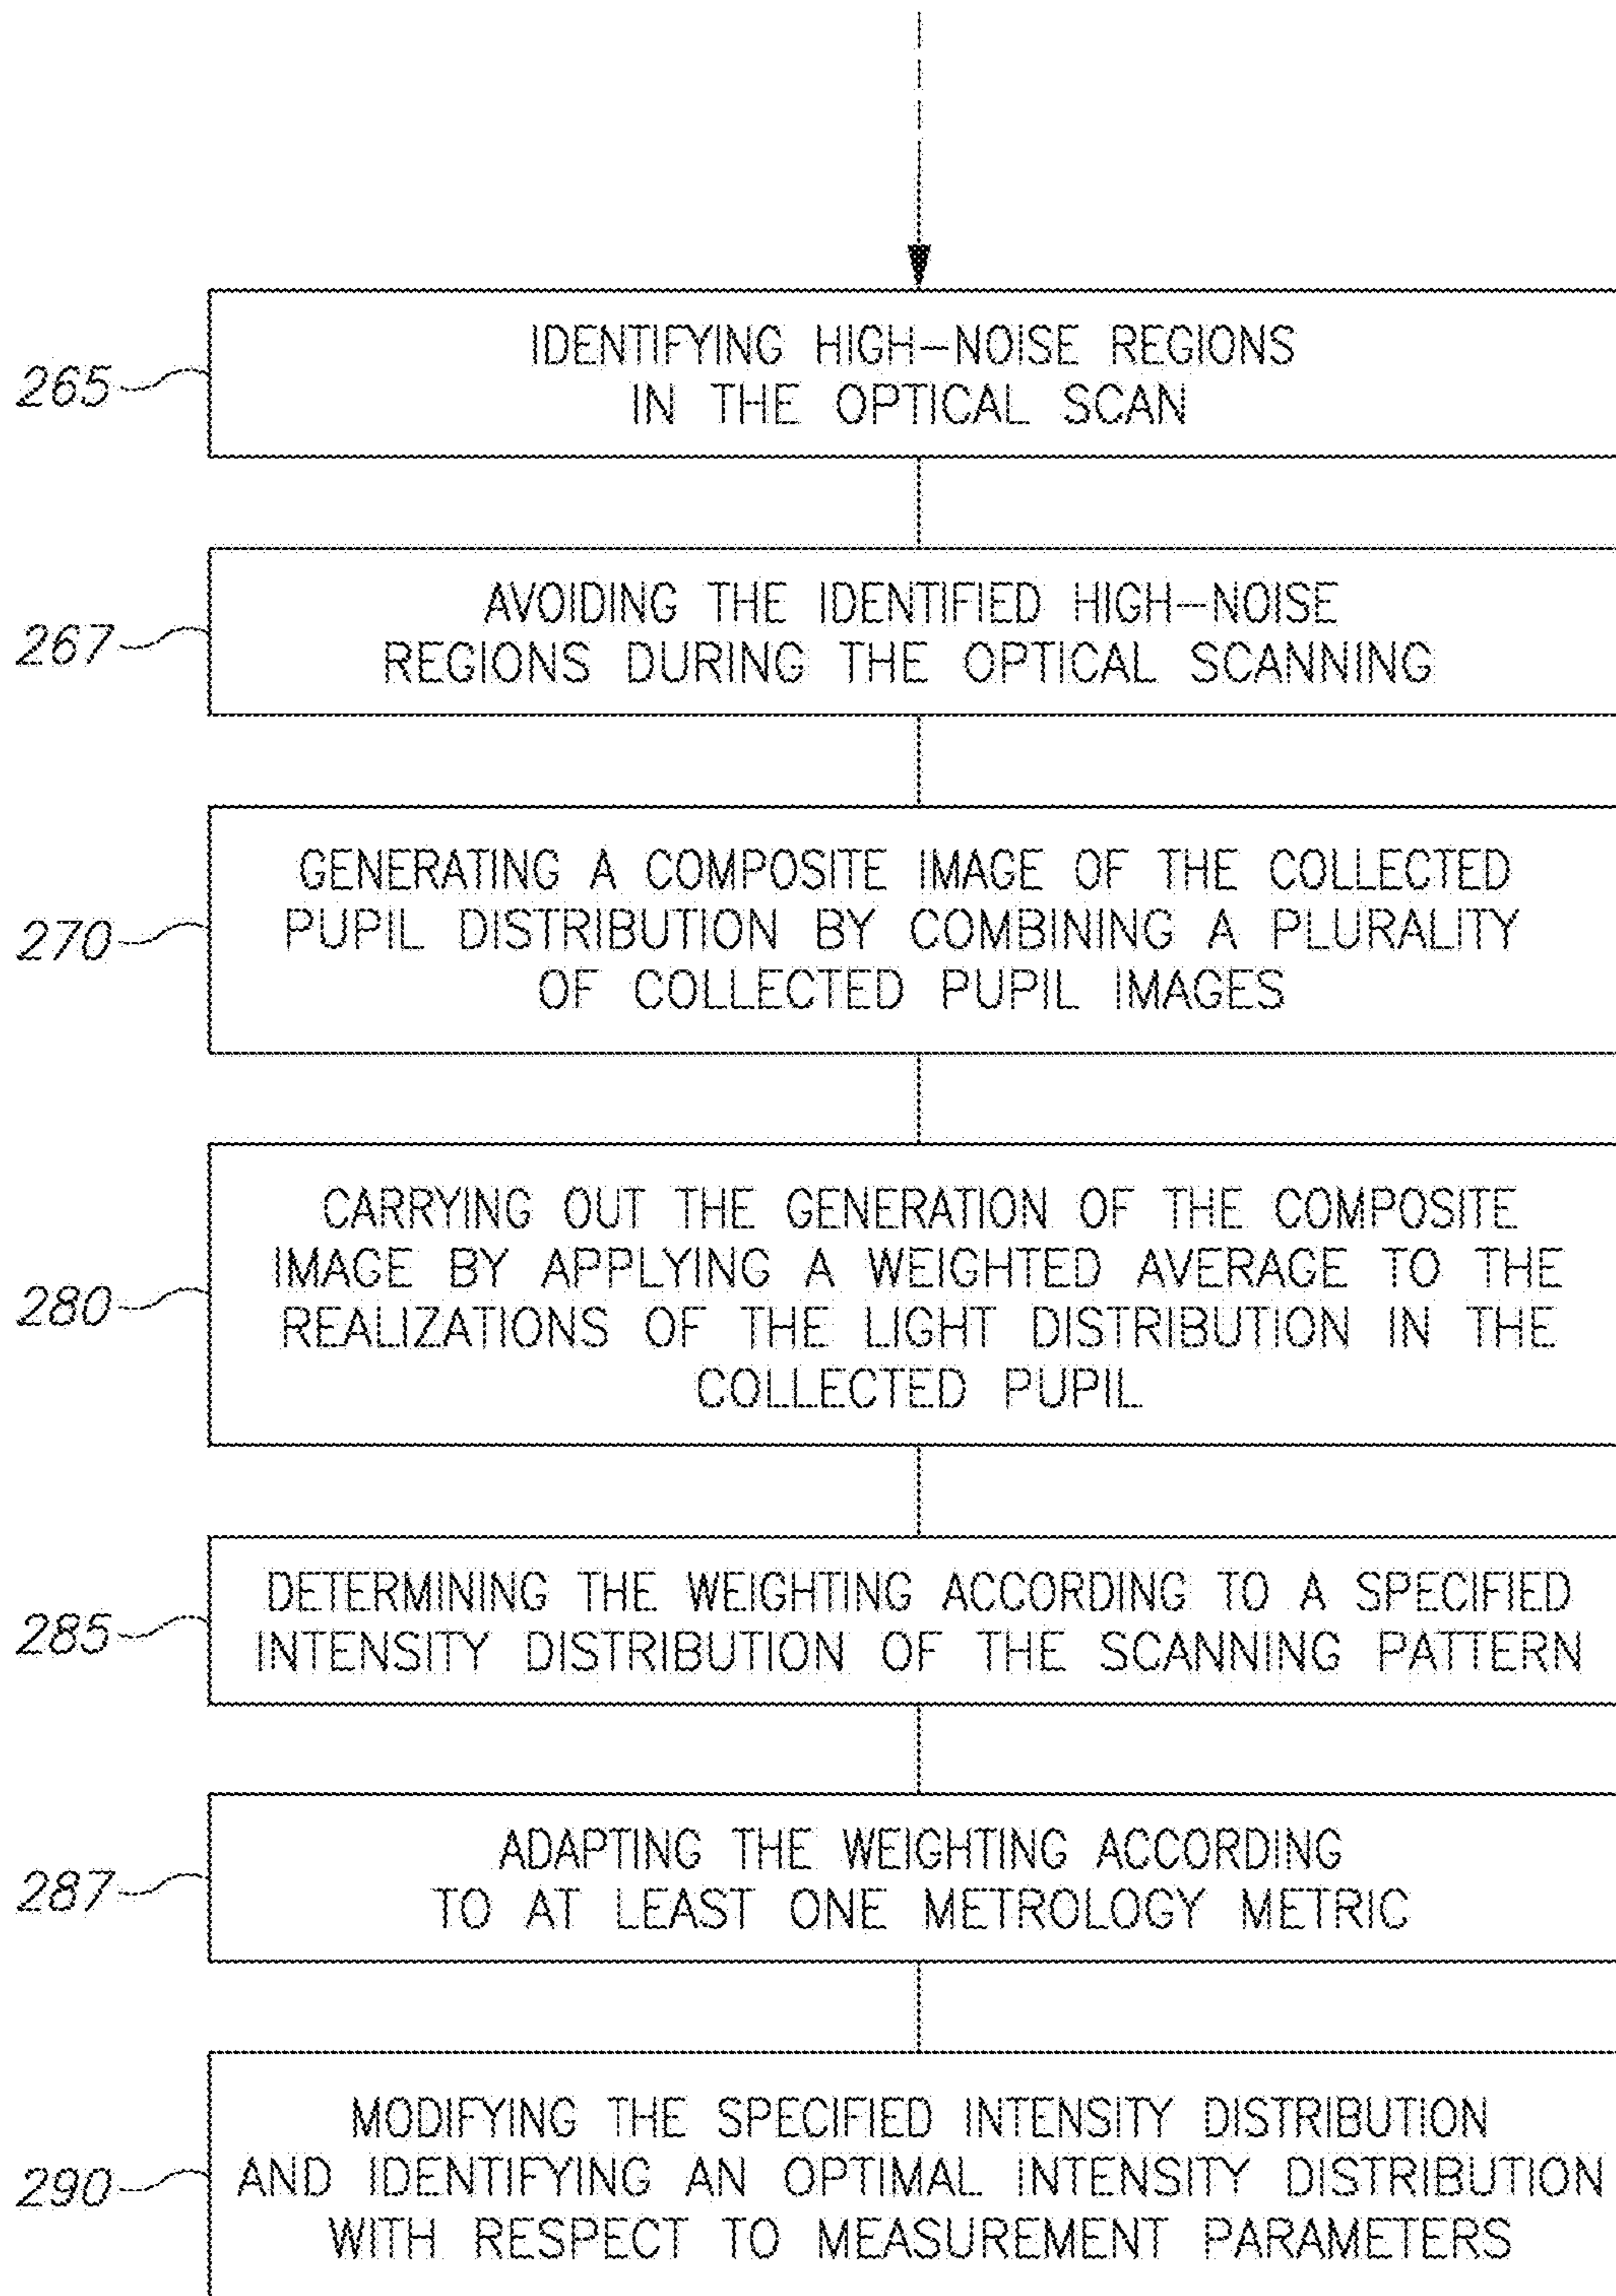 265
IDENTIFYING HIGH-NOISE REGIONS
IN THE OPTICAL SCAN
267
AVOIDING THE IDENTIFIED HIGH-NOISE
REGIONS DURING THE OPTICAL SCANNING
270
GENERATING A COMPOSITE IMAGE OF THE COLLECTED
PUPIL DISTRIBUTION BY COMBINING A PLURALITY
OF COLLECTED PUPIL IMAGES
280
CARRYING OUT THE GENERATION OF THE COMPOSITE
IMAGE BY APPLYING A WEIGHTED AVERAGE TO THE
REALIZATIONS OF THE LIGHT DISTRIBUTION IN THE
COLLECTED PUPIL
285
DETERMINING THE WEIGHTING ACCORDING TO A SPECIFIED
INTENSITY DISTRIBUTION OF THE SCANNING PATTERN
287
ADAPTING THE WEIGHTING ACCORDING
TO AT LEAST ONE METROLOGY METRIC
290
MODIFYING THE SPECIFIED INTENSITY DISTRIBUTION
AND IDENTIFYING AN OPTIMAL INTENSITY DISTRIBUTION
WITH RESPECT TO MEASUREMENT PARAMETERS